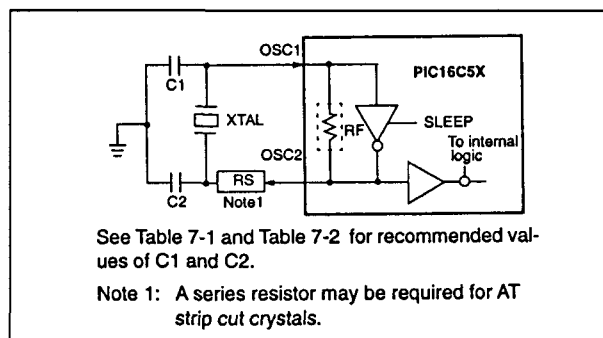 OSC1
PIC16C5X
C1
XTAL
RF
SLEEP
To internal
logic
OSC2
C2
RS
Note1
See Table 7-1 and Table 7-2 for recommended val-
ues of C1 and C2.
Note 1: A series resistor may be required for AT
strip cut crystals.